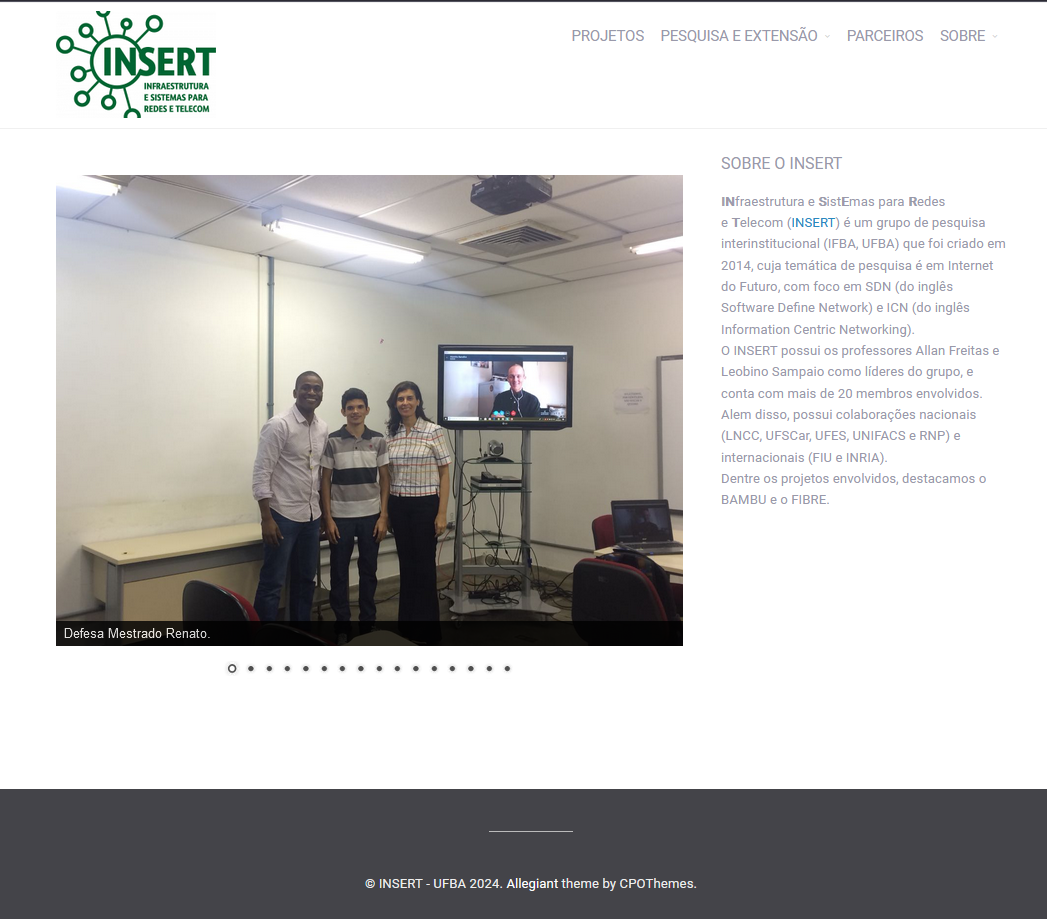 INSERT
INFRAESTRUTURA
E SISTEMAS PARA
REDES E TELECOM
PROJETOS PESQUISA E EXTENSÃO PARCEIROS SOBRE
Defesa Mestrado Renato.
SOBRE O INSERT
INfraestrutura e SistEmas para Redes
e Telecom (INSERT) é um grupo de pesquisa
interinstitucional (IFBA, UFBA) que foi criado em
2014, cuja temática de pesquisa é em Internet
do Futuro, com foco em SDN (do inglês
Software Define Network) e ICN (do inglês
Information Centric Networking).
O INSERT possui os professores Allan Freitas e
Leobino Sampaio como líderes do grupo, e
conta com mais de 20 membros envolvidos.
Alem disso, possui colaborações nacionais
(LNCC, UFSCar, UFES, UNIFACS e RNP) e
internacionais (FIU e INRIA).
Dentre os projetos envolvidos, destacamos o
BAMBU e o FIBRE.
© INSERT - UFBA 2024. Allegiant theme by CPOThemes.